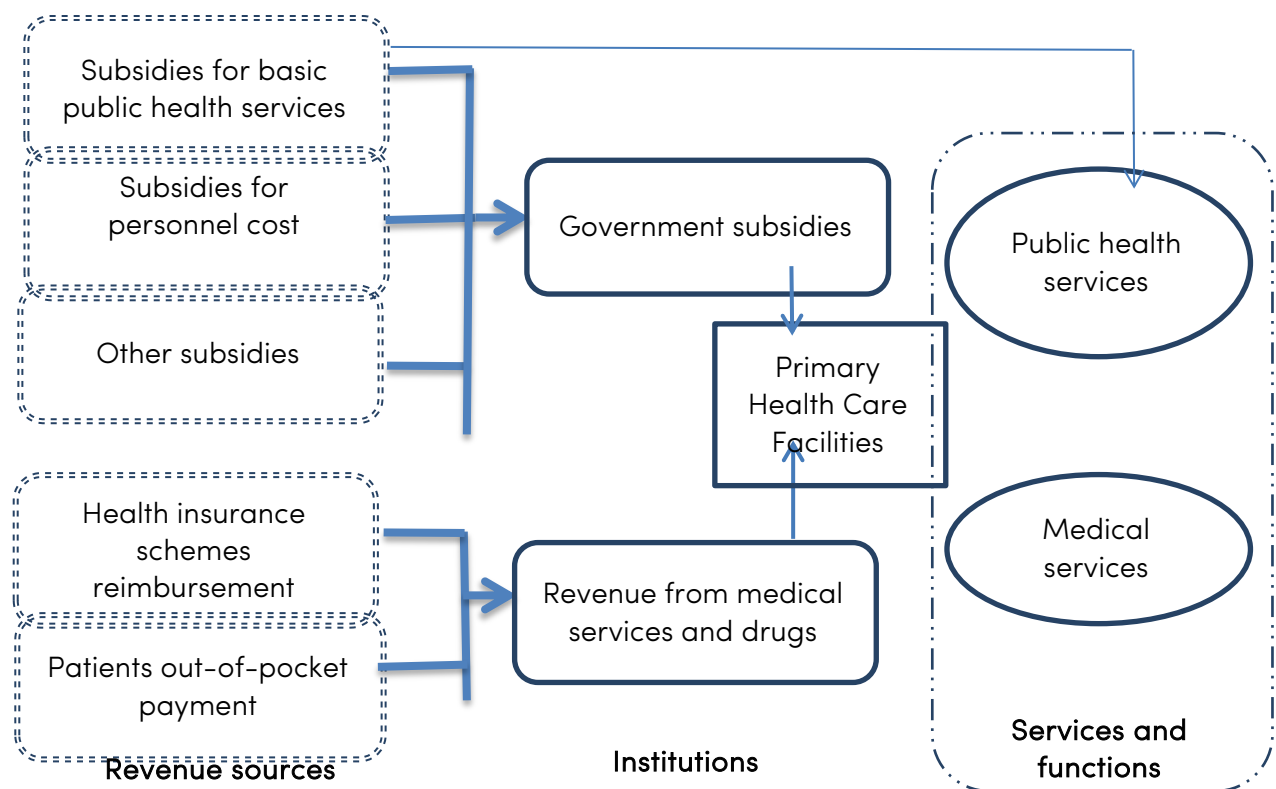 Subsidies for basic
public health services
Subsidies for
personnel cost
Other subsidies
Health insurance
schemes
reimbursement
Patients out-of-pocket
payment
Revenue sources
Government subsidies
Primary
Health Care
Facilities
Revenue from medical
services and drugs
Institutions
Public health
services
Medical
services
Services and
functions